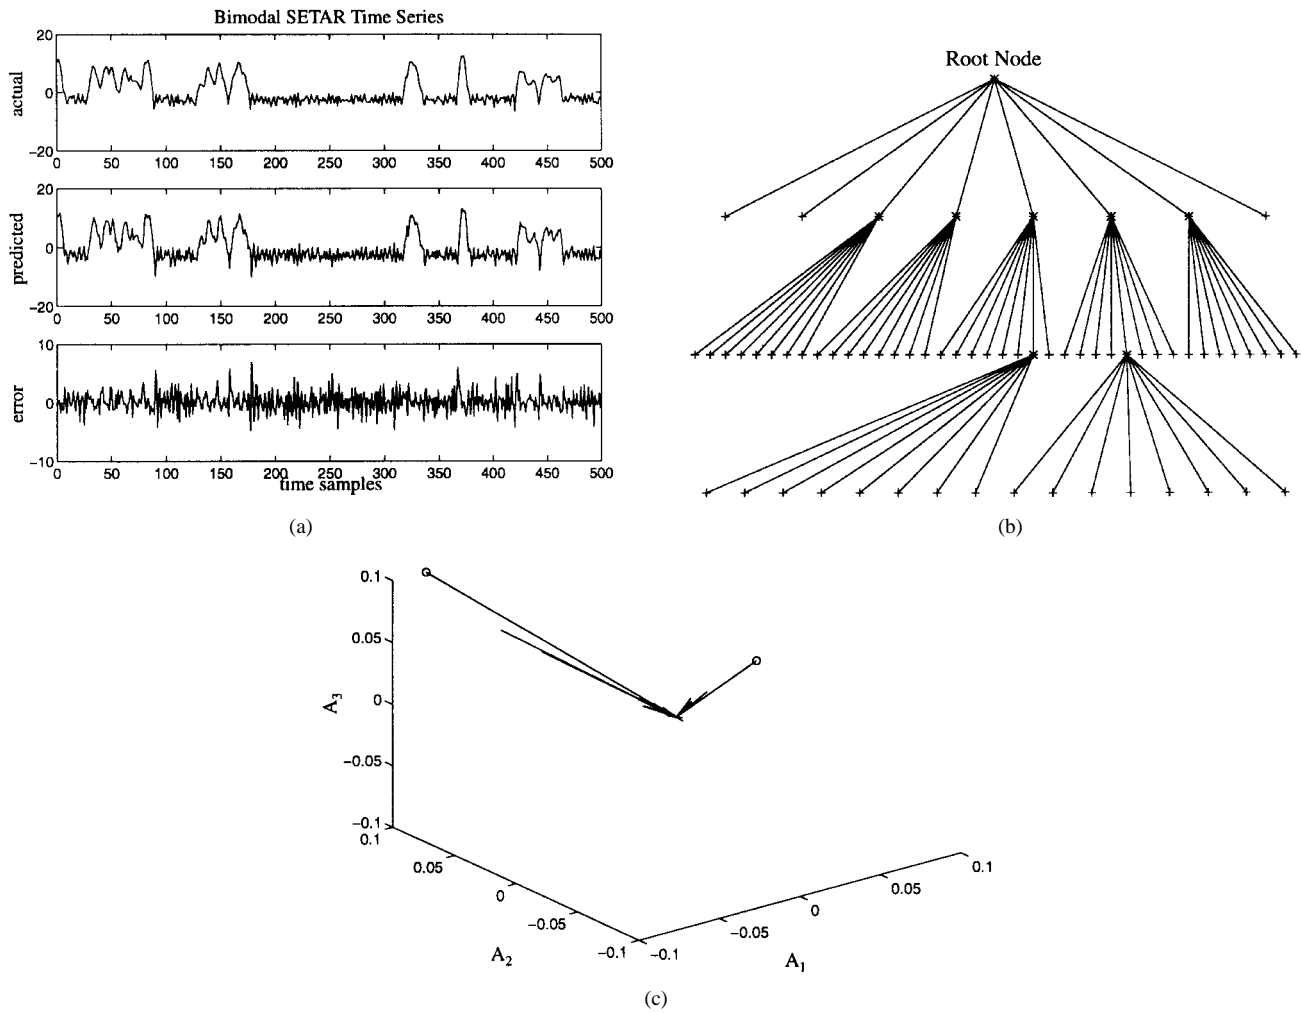 Bimodal SETAR Time Series
20
0
−20
actual
0 50 100 150 200 250 300 350 400 450 500
20
0
−20
predicted
0 50 100 150 200 250 300 350 400 450 500
10
0
−10
error
0 50 100 150 200 250 300 350 400 450 500
time samples
(a)
Root Node
(b)
0.1
0.05
0
−0.05
−0.1
A3
0.1
0.05
0
−0.05
−0.1
A2
−0.1
−0.05
0
0.05
0.1
A1
(c)